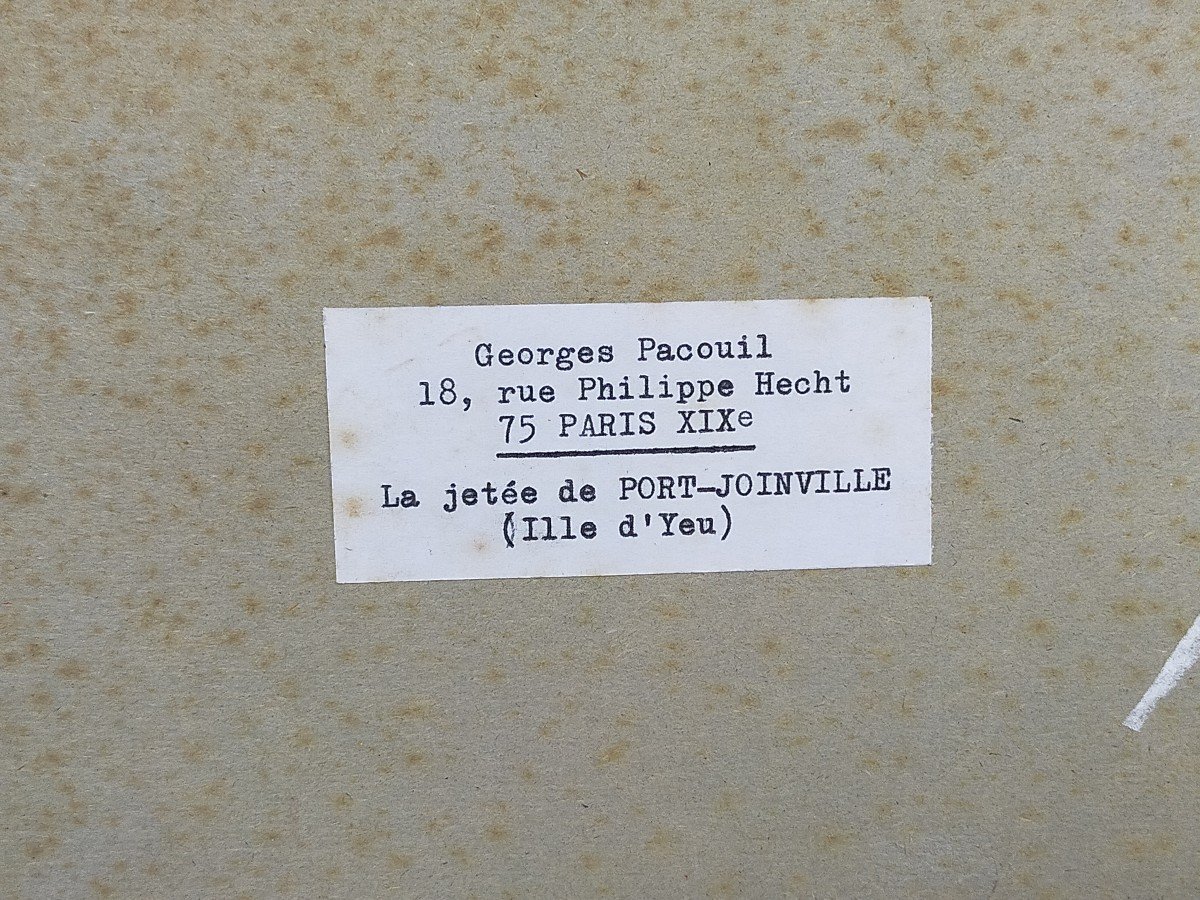 Georges Pacouil
18, rue Philippe Hecht
75 PARIS XIXe
La jetée de PORT-JOINVILLE
(Ille d'Yeu)